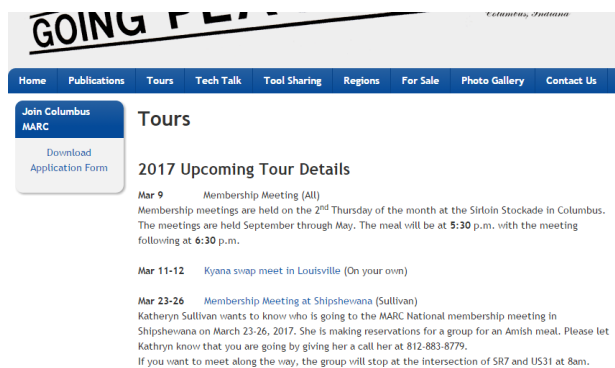 Columbus, Indiana
GOING
Home Publications Tours Tech Talk Tool Sharing Regions For Sale Photo Gallery Contact Us
Join Columbus
MARC
Download
Application Form
Tours
2017 Upcoming Tour Details
Mar 9 Membership Meeting (All)
Membership meetings are held on the 2nd Thursday of the month at the Sirloin Stockade in Columbus.
The meetings are held September through May. The meal will be at 5:30 p.m. with the meeting
following at 6:30 p.m.
Mar 11-12 Kyana swap meet in Louisville (On your own)
Mar 23-26 Membership Meeting at Shipshewana (Sullivan)
Katheryn Sullivan wants to know who is going to the MARC National membership meeting in
Shipshewana on March 23-26, 2017. She is making reservations for a group for an Amish meal. Please let
Kathryn know that you are going by giving her a call her at 812-883-8779.
If you want to meet along the way, the group will stop at the intersection of SR7 and US31 at 8am.